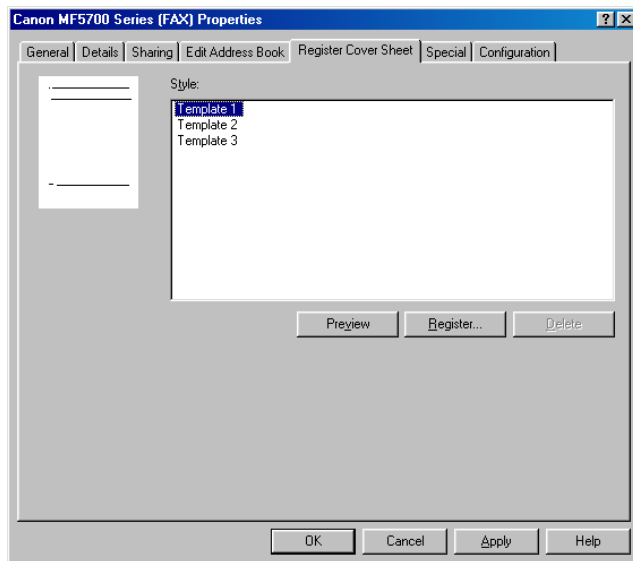 Canon MF5700 Series (FAX) Properties
General Details Sharing Edit Address Book Register Cover Sheet Special Configuration
Style:
Template 1
Template 2
Template 3
Preview Register... Delete
OK Cancel Apply Help